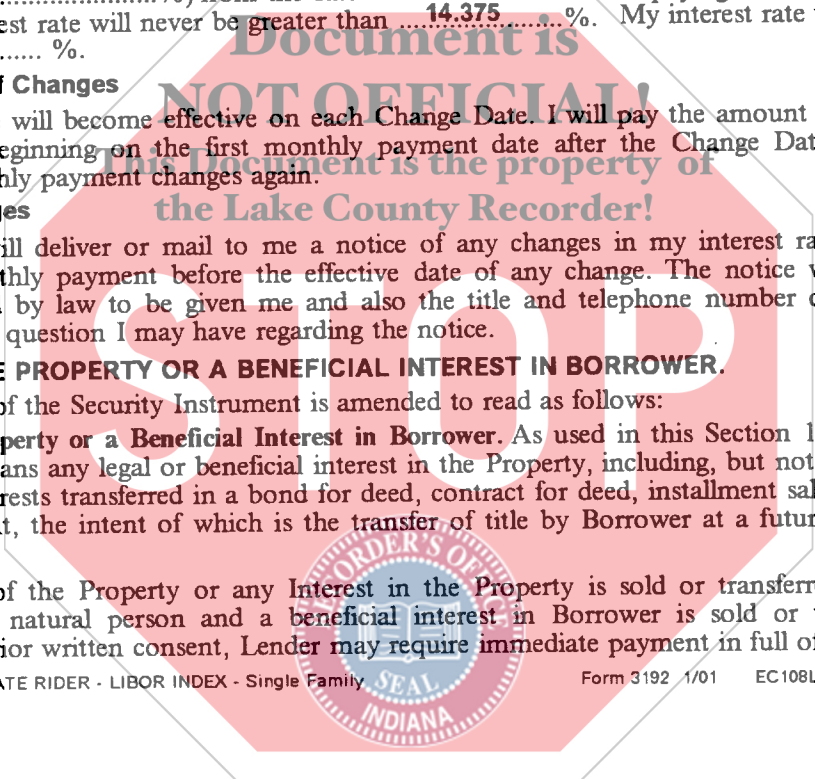 est rate will never be greater than ....14.375........%. My interest rate
...... %.
Document is
f Changes
NOT OFFICIAL!
will become effective on each Change Date. I will pay the amount
eginning on the first monthly payment date after the Change Dat
This Document is the property of
hly payment changes again.
ges
the Lake County Recorder!
ill deliver or mail to me a notice of any changes in my interest ra
thly payment before the effective date of any change. The notice
by law to be given me and also the title and telephone number
question I may have regarding the notice.
STOP
E PROPERTY OR A BENEFICIAL INTEREST IN BORROWER.
of the Security Instrument is amended to read as follows:
perty or a Beneficial Interest in Borrower. As used in this Section 1
ans any legal or beneficial interest in the Property, including, but not
rests transferred in a bond for deed, contract for deed, installment sal
t, the intent of which is the transfer of title by Borrower at a futur
of the Property or any Interest in the Property is sold or transferr
natural person and a beneficial interest in Borrower is sold or
ior written consent, Lender may require immediate payment in full of
RECORDER'S OFFICE
SEAL
INDIANA
ATE RIDER - LIBOR INDEX - Single Family Form 3192 1/01 EC108L